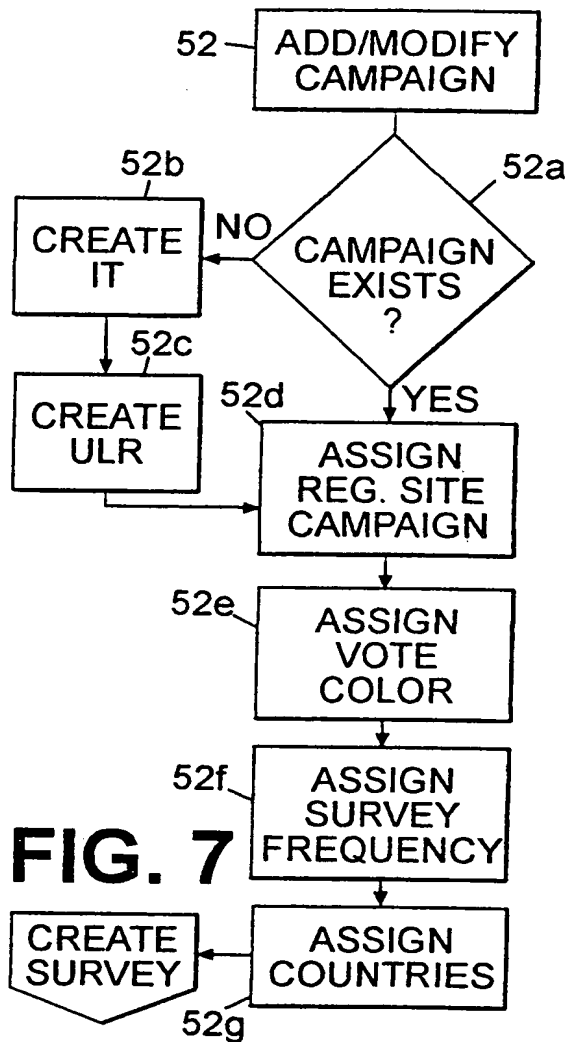 52
ADD/MODIFY
CAMPAIGN
52a
CAMPAIGN
EXISTS
?
NO
52b
CREATE
IT
52c
CREATE
ULR
YES
52d
ASSIGN
REG. SITE
CAMPAIGN
52e
ASSIGN
VOTE
COLOR
52f
ASSIGN
SURVEY
FREQUENCY
FIG. 7
52g
ASSIGN
COUNTRIES
CREATE
SURVEY